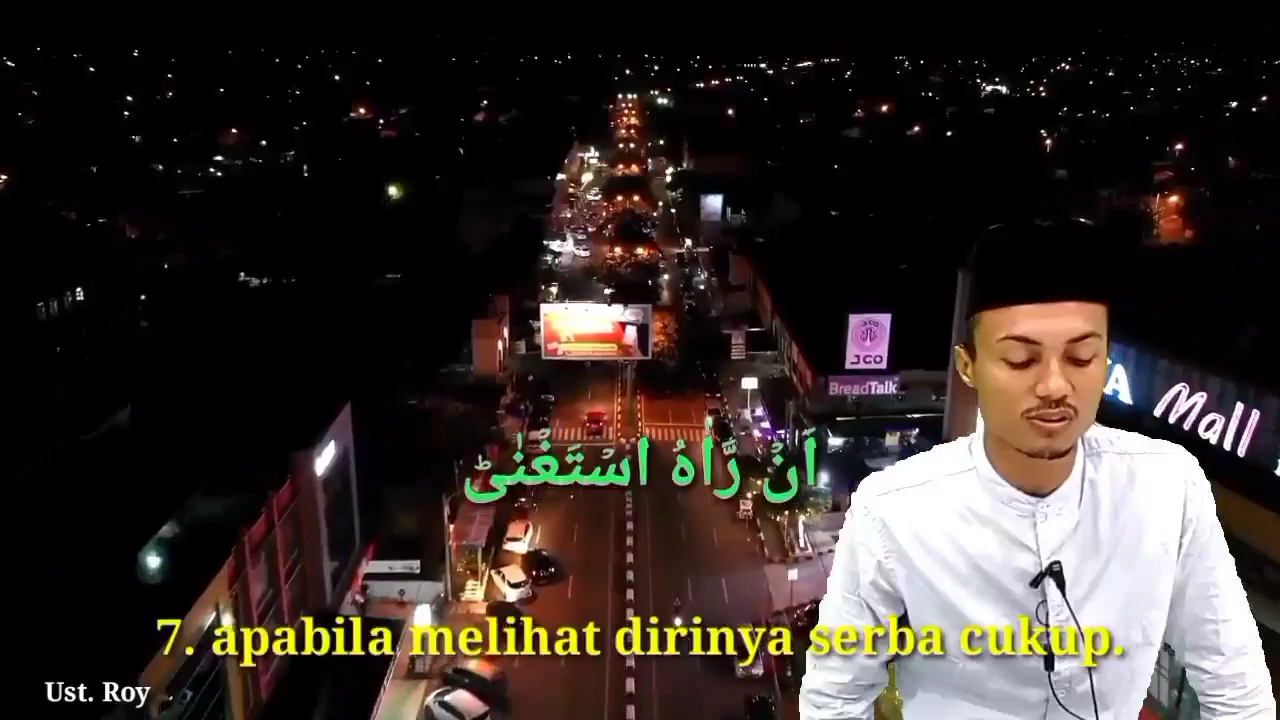 JCO
BreadTalk
Mall
اَنْ رَّاٰهُ اسْتَغْنٰىۗ
7. apabila melihat dirinya serba cukup.
Ust. Roy